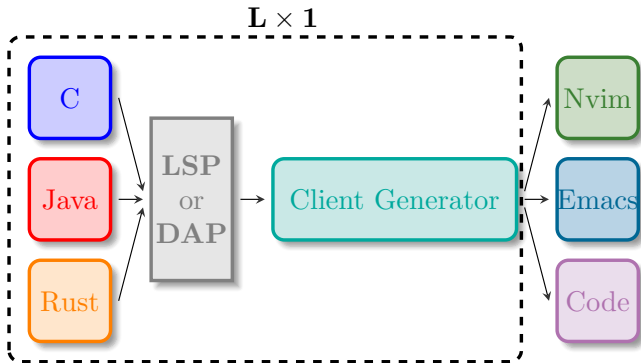 L × 1
C
Java
Rust
LSP
or
DAP
Client Generator
Nvim
Emacs
Code